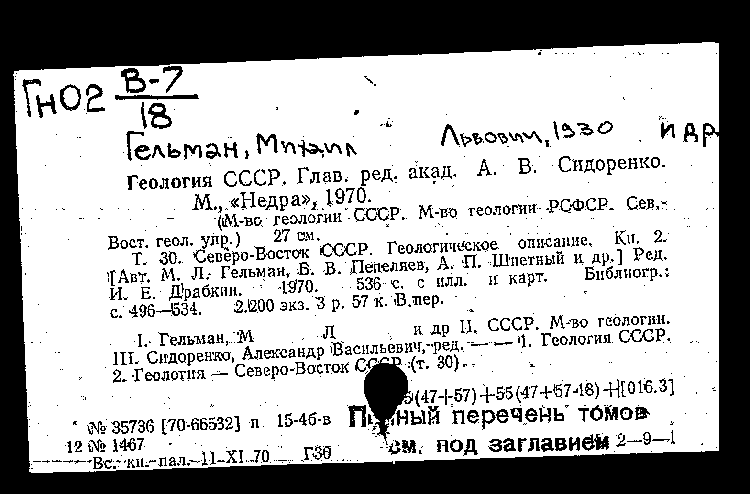 ГнО2 В-7
18
Гельман, Михаил Львович, 1930 и др
Геология СССР. Глав. ред. акад. А. В. Сидоренко.
М., «Недра», 1970.
(М-во геологии СССР. М-во геологии РСФСР. Сев.-
Вост. геол. упр.) 27 см.
Т. 30. Северо-Восток СССР. Геологическое описание. Кн. 2.
[Авт. М. Л. Гельман, Б. В. Пепеляев, А. П. Шпетный и др.] Ред.
И. Е. Драбкин. 1970. 536 с. с илл. и карт. Библиогр.:
с. 496—534. 2.200 экз. 3 р. 57 к. В пер.
I. Гельман, М Л и др II. СССР. М-во геологии.
III. Сидоренко, Александр Васильевич, ред. — — 1. Геология СССР.
2. Геология — Северо-Восток СССР (т. 30).
(47+57)+55(47+57-18)+[016.3]
№ 35736 [70-66532] п 15-4б-в Полный перечень томов
12 № 1467 см. под заглавием 2—9—1
Вс. кн. пал. 11-XI 70 Г30